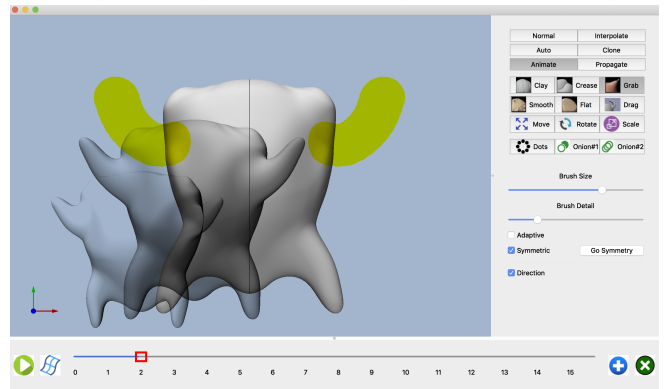 Normal Interpolate
Auto Clone
Animate Propagate
Clay Crease Grab
Smooth Flat Drag
Move Rotate Scale
Dots Onion#1 Onion#2
Brush Size
Brush Detail
Adaptive
Symmetric Go Symmetry
Direction
0 1 2 3 4 5 6 7 8 9 10 11 12 13 14 15